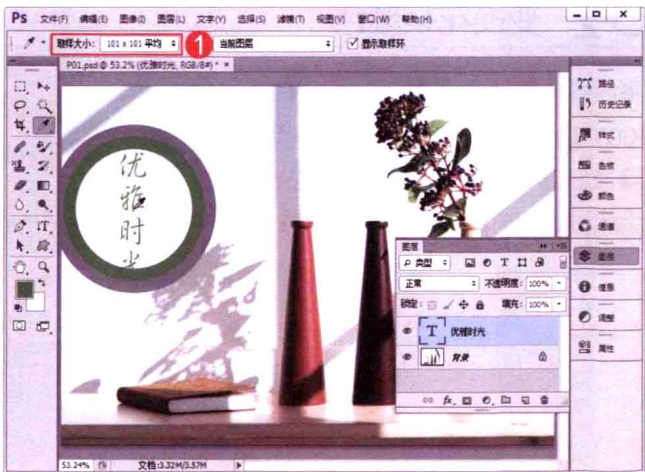 Ps 文件(F) 编辑(E) 图像(I) 图层(L) 文字(Y) 选择(S) 滤镜(T) 视图(V) 窗口(W) 帮助(H)
取样大小: 101 x 101 平均 1 当前图层 显示取样环
P01.psd @ 53.2% (优雅时光, RGB/8#) * ×
优雅时光
路径
历史记录
样式
色板
颜色
通道
图层
信息
调整
属性
图层
类型
正常 不透明度: 100%
锁定: 填充: 100%
T 优雅时光
背景
fx
53.24% 文档:3.32M/3.57M